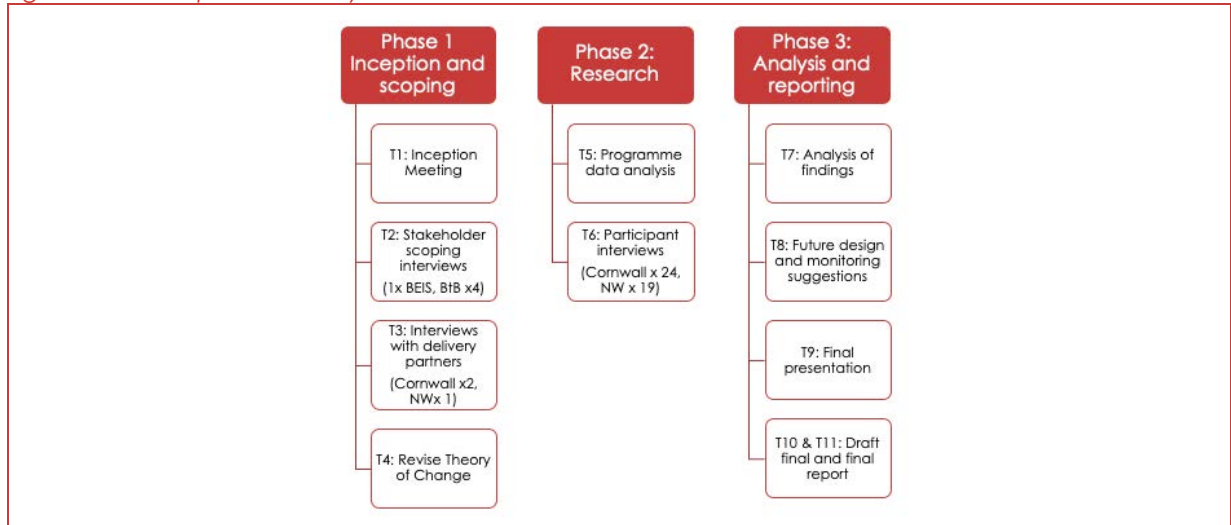 Phase 1
Inception and
scoping
T1: Inception
Meeting
T2: Stakeholder
scoping
interviews
(1x BEIS, BtB x4)
T3: Interviews
with delivery
partners
(Cornwall x2,
NWx 1)
T4: Revise Theory
of Change
Phase 2:
Research
T5: Programme
data analysis
T6: Participant
interviews
(Cornwall x 24,
NW x 19)
Phase 3:
Analysis and
reporting
T7: Analysis of
findings
T8: Future design
and monitoring
suggestions
T9: Final
presentation
T10 & T11: Draft
final and final
report